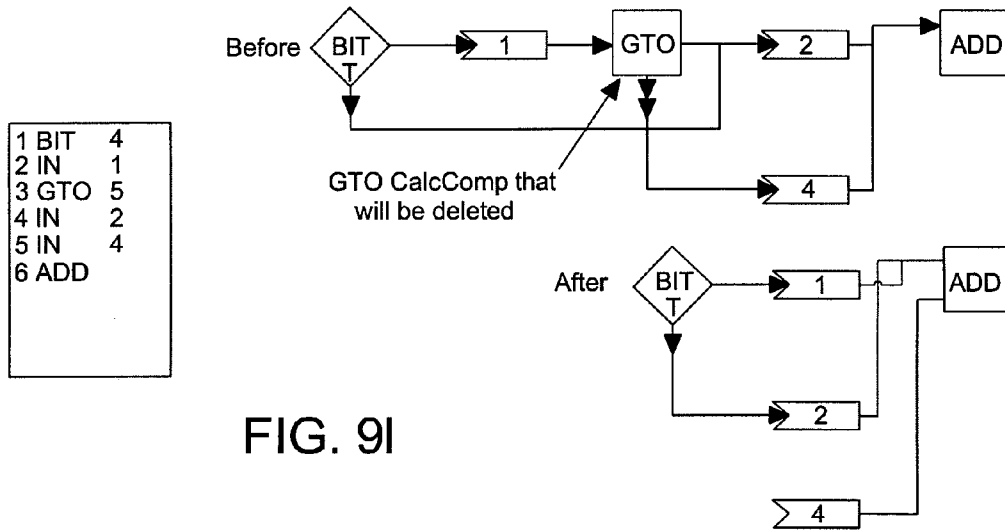 Before
BIT
T
1
GTO
2
ADD
4
GTO CalcComp that
will be deleted
1 BIT 4
2 IN 1
3 GTO 5
4 IN 2
5 IN 4
6 ADD
After
BIT
T
1
ADD
2
4
FIG. 9I